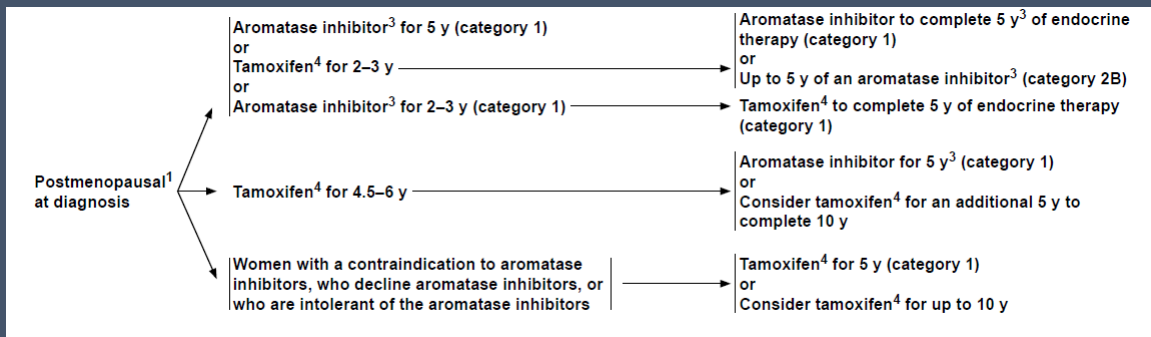 Postmenopausal¹
at diagnosis
Aromatase inhibitor³ for 5 y (category 1)
or
Tamoxifen⁴ for 2–3 y
or
Aromatase inhibitor³ for 2–3 y (category 1)
Aromatase inhibitor to complete 5 y³ of endocrine
therapy (category 1)
or
Up to 5 y of an aromatase inhibitor³ (category 2B)
Tamoxifen⁴ to complete 5 y of endocrine therapy
(category 1)
Tamoxifen⁴ for 4.5–6 y
Aromatase inhibitor for 5 y³ (category 1)
or
Consider tamoxifen⁴ for an additional 5 y to
complete 10 y
Women with a contraindication to aromatase
inhibitors, who decline aromatase inhibitors, or
who are intolerant of the aromatase inhibitors
Tamoxifen⁴ for 5 y (category 1)
or
Consider tamoxifen⁴ for up to 10 y